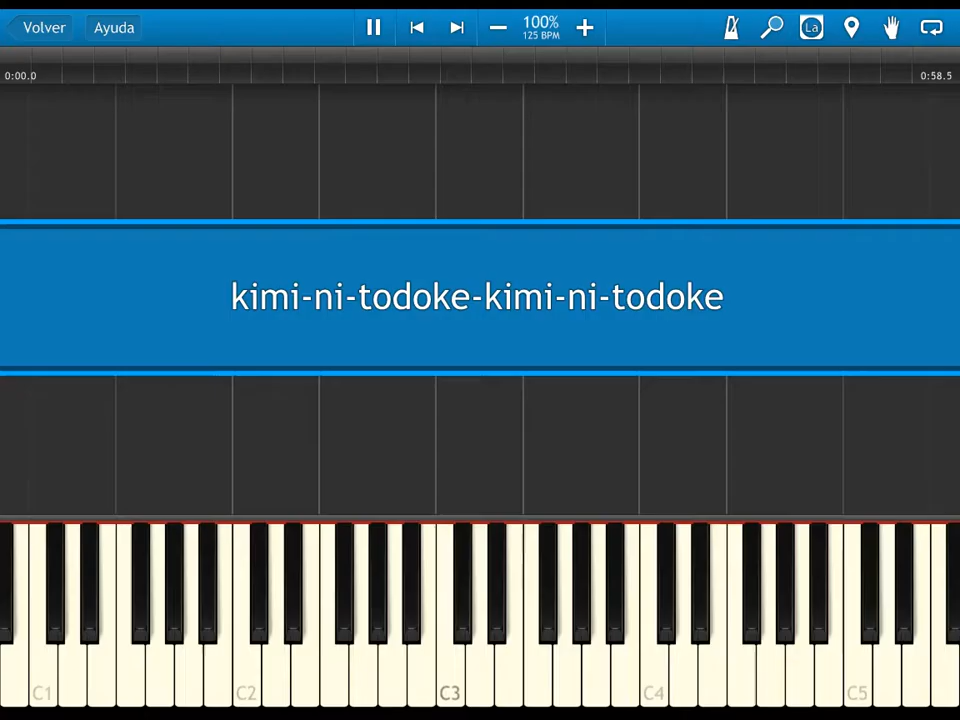 Volver Ayuda 100% La
125 BPM
0:00.0 0:58.5
kimi-ni-todoke-kimi-ni-todoke
C1 C2 C3 C4 C5